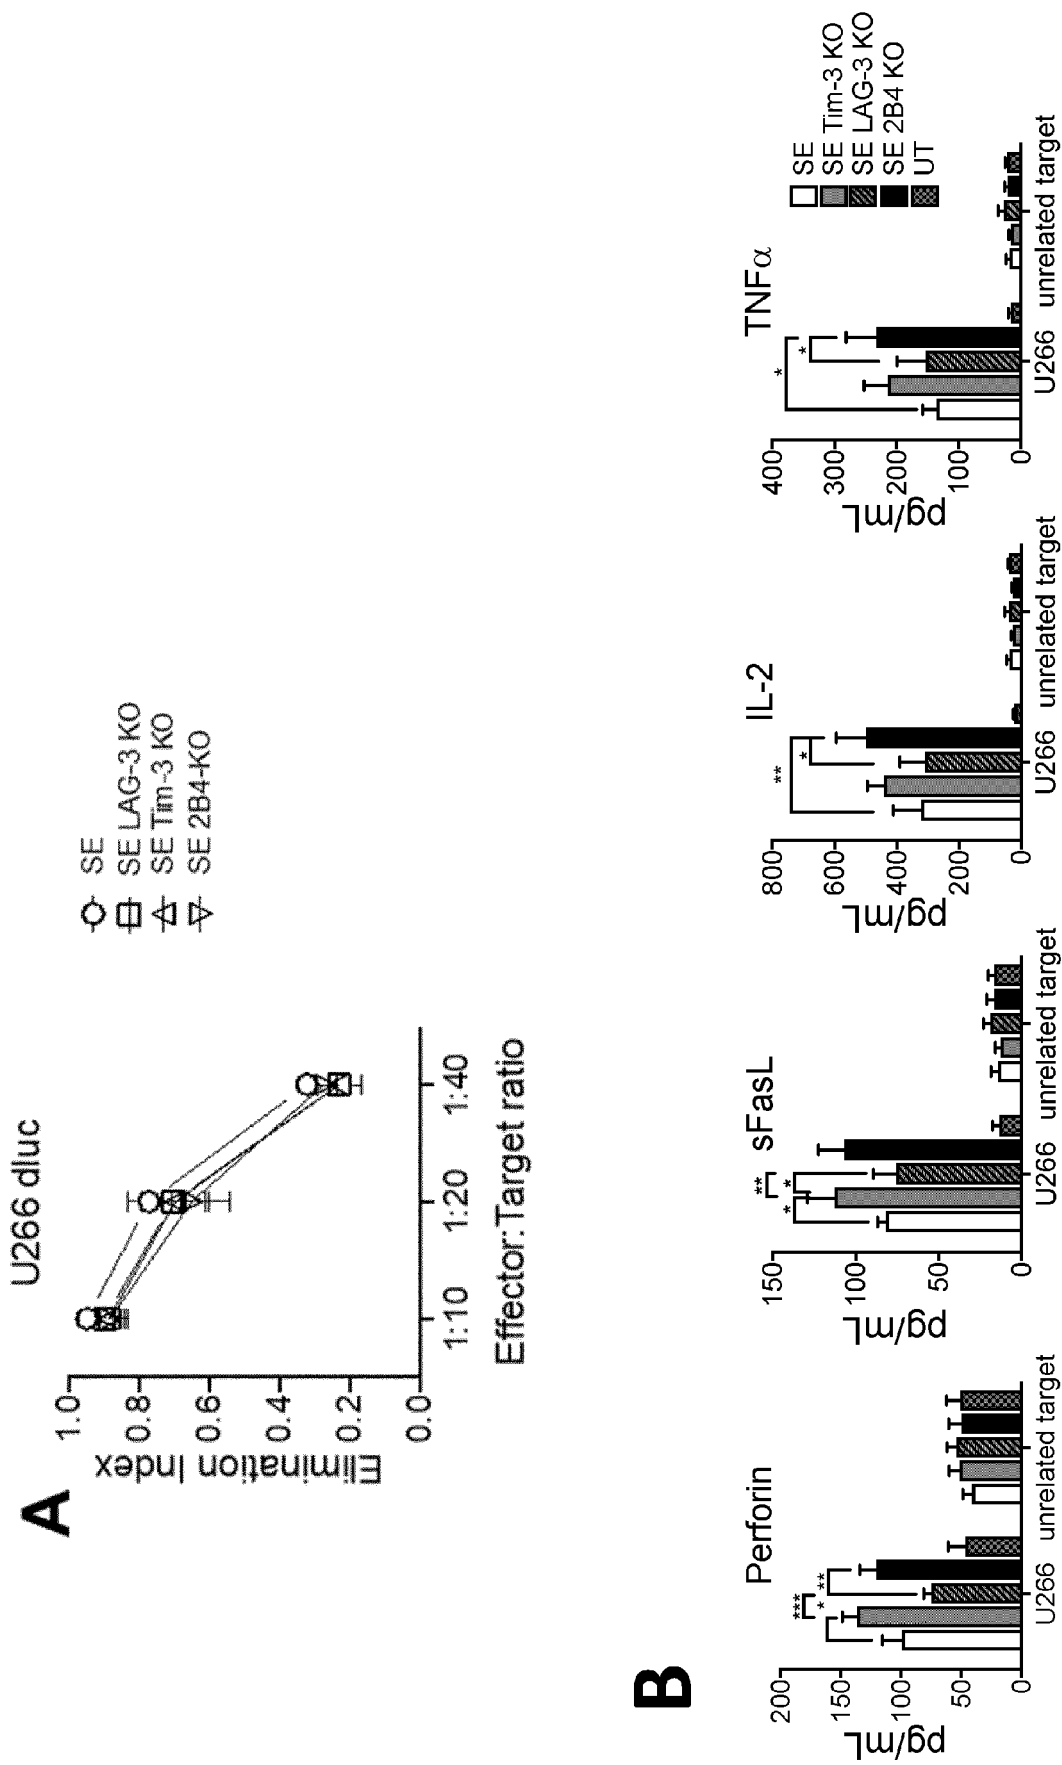 A
U266 dluc
Elimination Index
1.0
0.8
0.6
0.4
0.2
0.0
1:10 1:20 1:40
Effector:Target ratio
SE
SE LAG-3 KO
SE Tim-3 KO
SE 2B4-KO
B
Perforin
pg/mL
200
150
100
50
0
*** ** *
U266 unrelated target
sFasL
pg/mL
150
100
50
0
** * *
U266 unrelated target
IL-2
pg/mL
800
600
400
200
0
** *
U266 unrelated target
TNFα
pg/mL
400
300
200
100
0
* *
U266 unrelated target
SE
SE Tim-3 KO
SE LAG-3 KO
SE 2B4 KO
UT